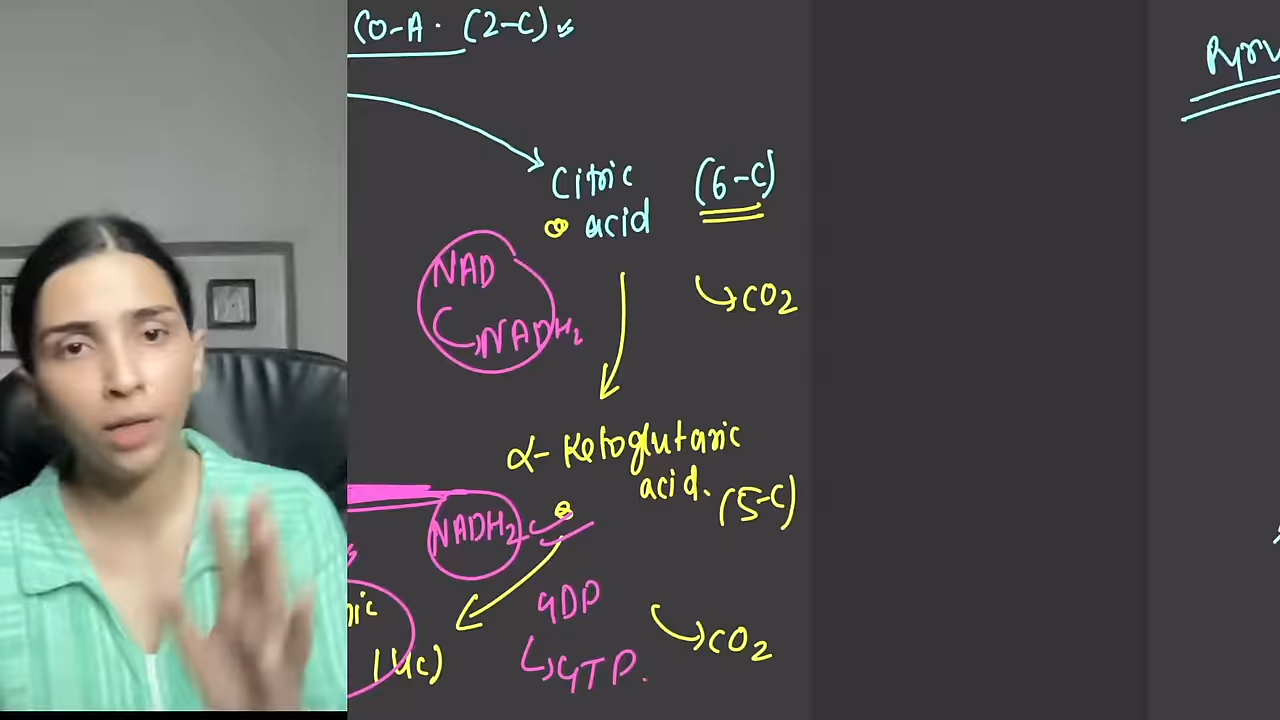 CO-A. (2-C)
Citric (6-C)
acid
NAD
NADH2
CO2
α-Ketoglutaric
acid. (5-C)
NADH2
GDP
GTP.
CO2
(4C)